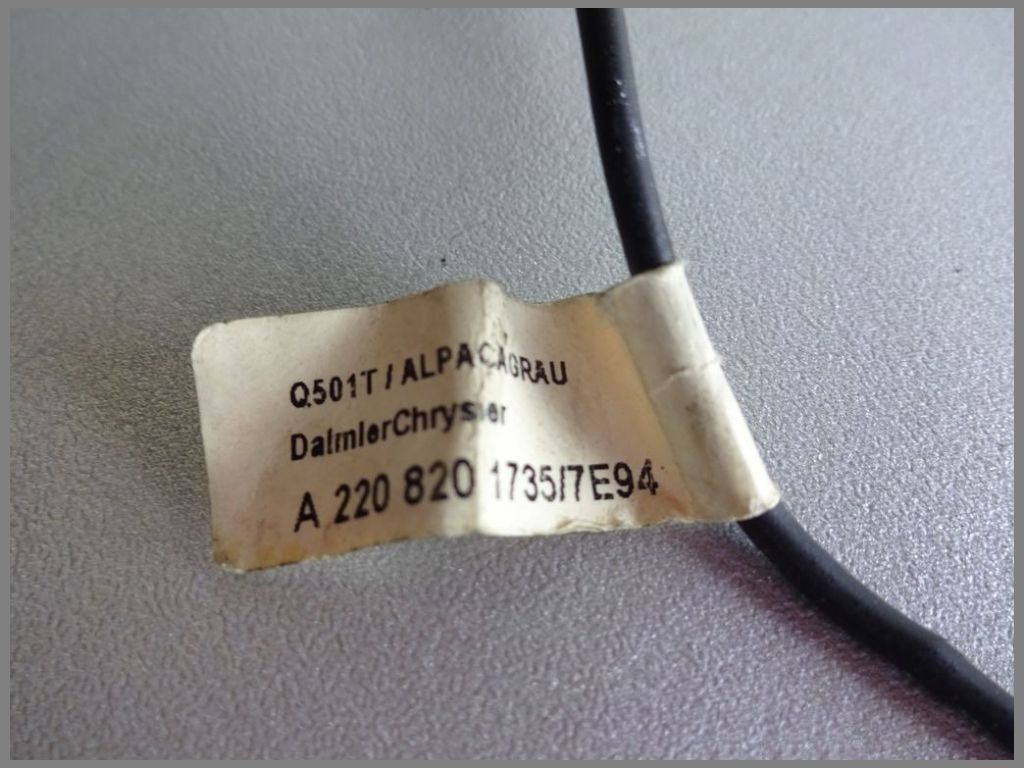 Q501T / ALPACAGRAU
DaimlerChrysler
A 220 820 1735/7E94